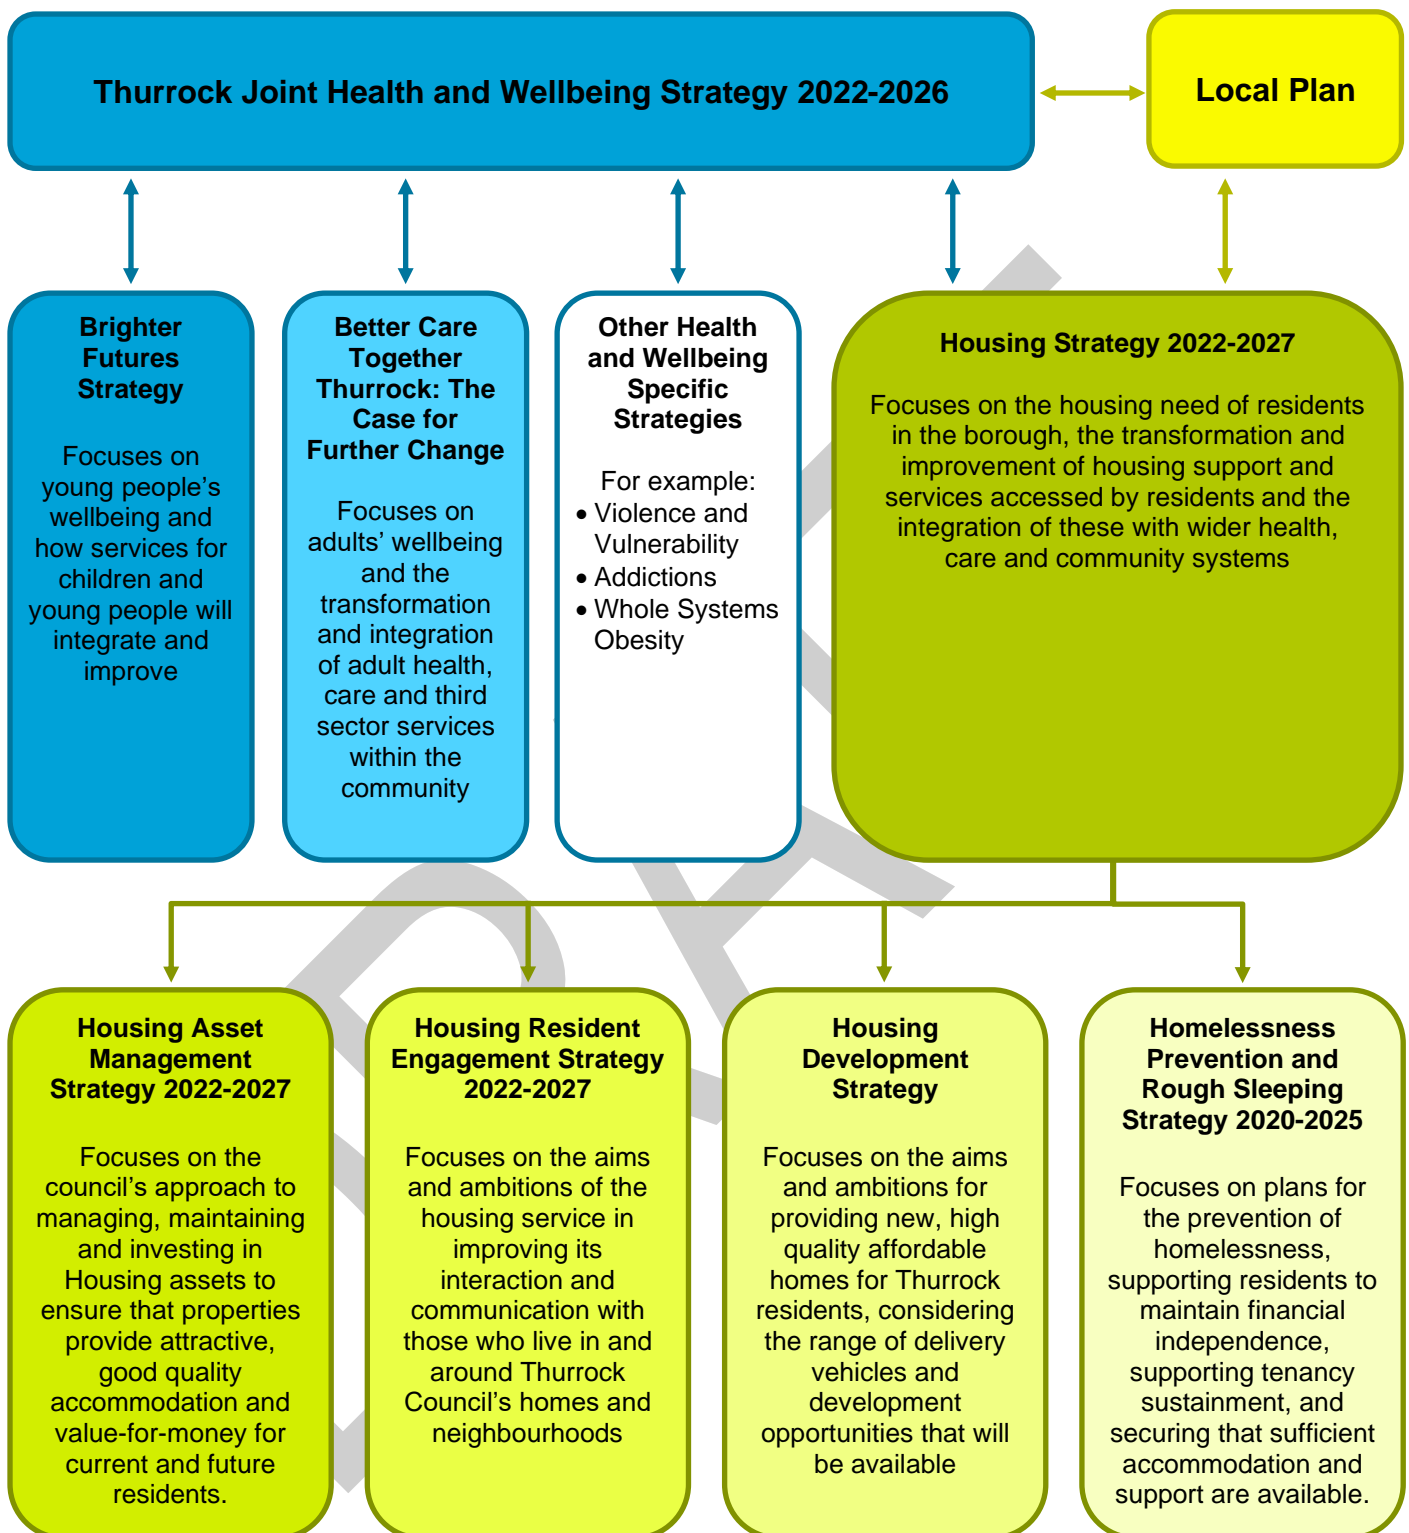 Thurrock Joint Health and Wellbeing Strategy 2022-2026
Local Plan
Brighter
Futures
Strategy
Focuses on
young people’s
wellbeing and
how services for
children and
young people will
integrate and
improve
Better Care
Together
Thurrock: The
Case for
Further Change
Focuses on
adults’ wellbeing
and the
transformation
and integration
of adult health,
care and third
sector services
within the
community
Other Health
and Wellbeing
Specific
Strategies
For example:
• Violence and
Vulnerability
• Addictions
• Whole Systems
Obesity
Housing Strategy 2022-2027
Focuses on the housing need of residents
in the borough, the transformation and
improvement of housing support and
services accessed by residents and the
integration of these with wider health,
care and community systems
Housing Asset
Management
Strategy 2022-2027
Focuses on the
council’s approach to
managing, maintaining
and investing in
Housing assets to
ensure that properties
provide attractive,
good quality
accommodation and
value-for-money for
current and future
residents.
Housing Resident
Engagement Strategy
2022-2027
Focuses on the aims
and ambitions of the
housing service in
improving its
interaction and
communication with
those who live in and
around Thurrock
Council’s homes and
neighbourhoods
Housing
Development
Strategy
Focuses on the aims
and ambitions for
providing new, high
quality affordable
homes for Thurrock
residents, considering
the range of delivery
vehicles and
development
opportunities that will
be available
Homelessness
Prevention and
Rough Sleeping
Strategy 2020-2025
Focuses on plans for
the prevention of
homelessness,
supporting residents to
maintain financial
independence,
supporting tenancy
sustainment, and
securing that sufficient
accommodation and
support are available.
DRAFT